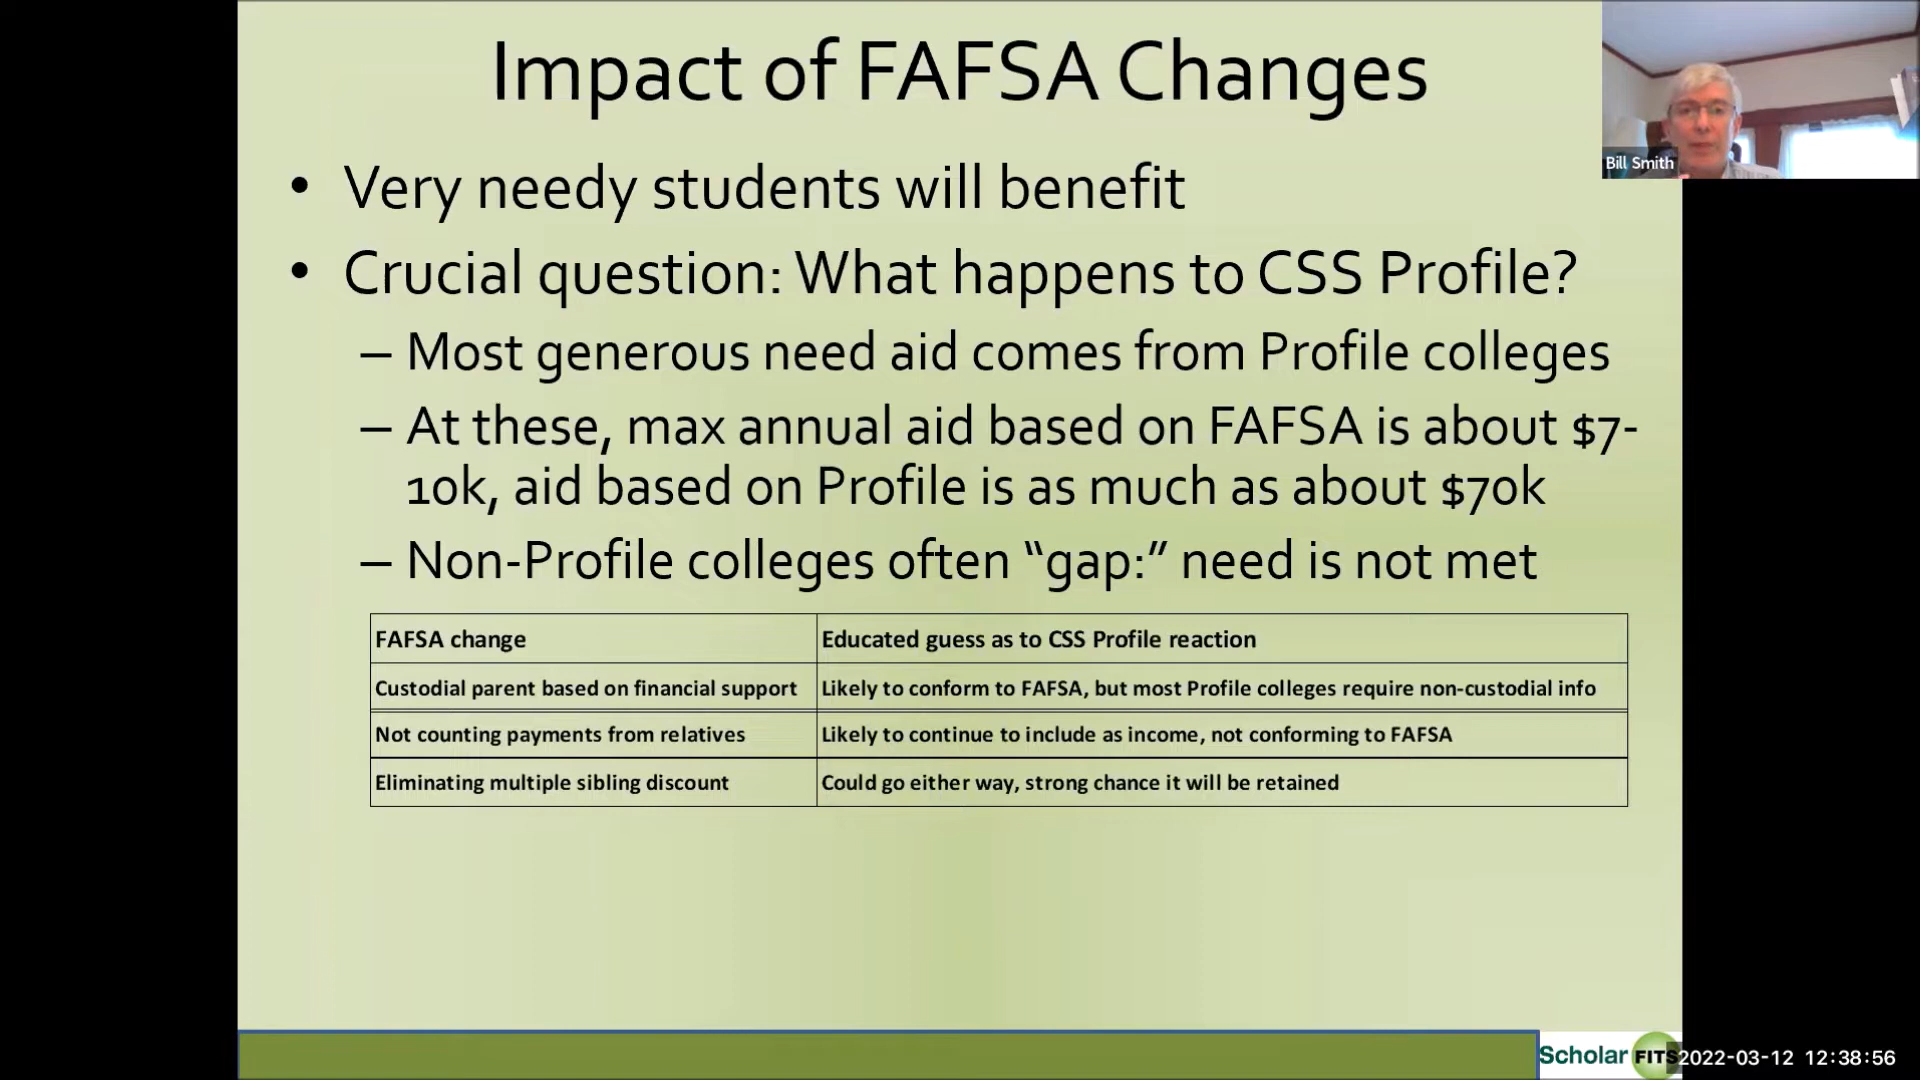 Impact of FAFSA Changes
Bill Smith
• Very needy students will benefit
• Crucial question: What happens to CSS Profile?
– Most generous need aid comes from Profile colleges
– At these, max annual aid based on FAFSA is about $7-
10k, aid based on Profile is as much as about $70k
– Non-Profile colleges often “gap:” need is not met
FAFSA change
Educated guess as to CSS Profile reaction
Custodial parent based on financial support
Likely to conform to FAFSA, but most Profile colleges require non-custodial info
Not counting payments from relatives
Likely to continue to include as income, not conforming to FAFSA
Eliminating multiple sibling discount
Could go either way, strong chance it will be retained
Scholar FITS
2022-03-12 12:38:56